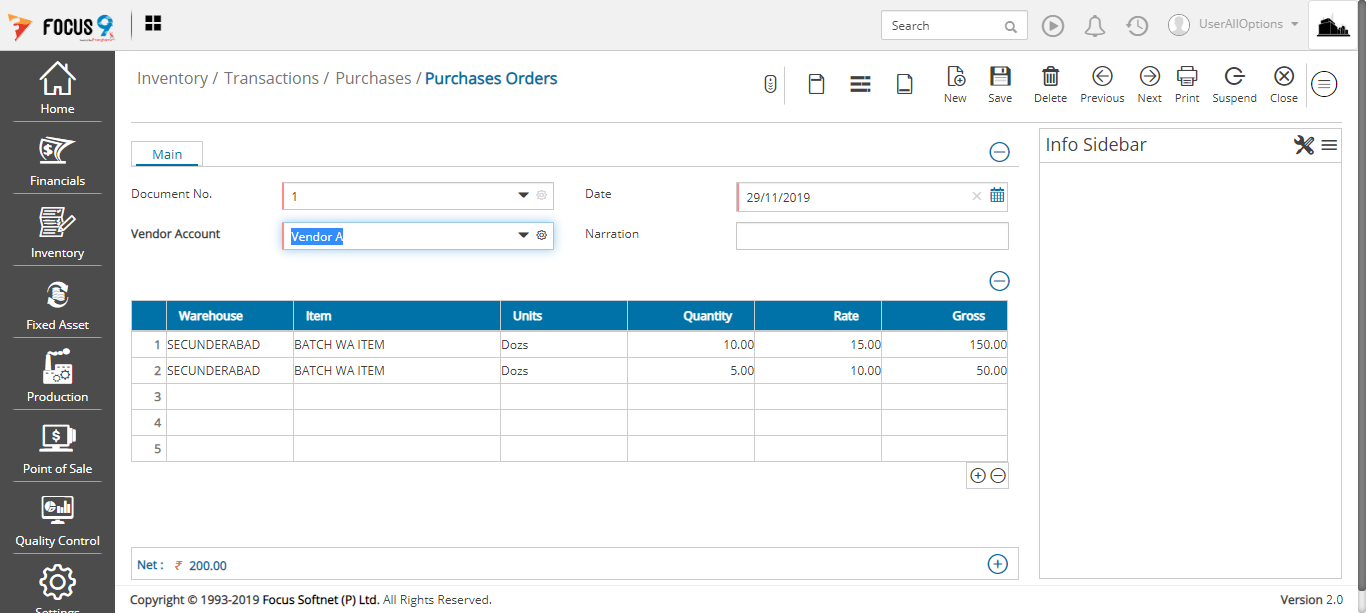 FOCUS 9
Search
UserAllOptions
Home
Financials
Inventory
Fixed Asset
Production
Point of Sale
Quality Control
Settings
Inventory / Transactions / Purchases / Purchases Orders
New Save Delete Previous Next Print Suspend Close
Main
Document No. 1 Date 29/11/2019
Vendor Account Vendor A Narration
Warehouse Item Units Quantity Rate Gross
1 SECUNDERABAD BATCH WA ITEM Dozs 10.00 15.00 150.00
2 SECUNDERABAD BATCH WA ITEM Dozs 5.00 10.00 50.00
3
4
5
Net : ₹ 200.00
Info Sidebar
Copyright © 1993-2019 Focus Softnet (P) Ltd. All Rights Reserved.
Version 2.0